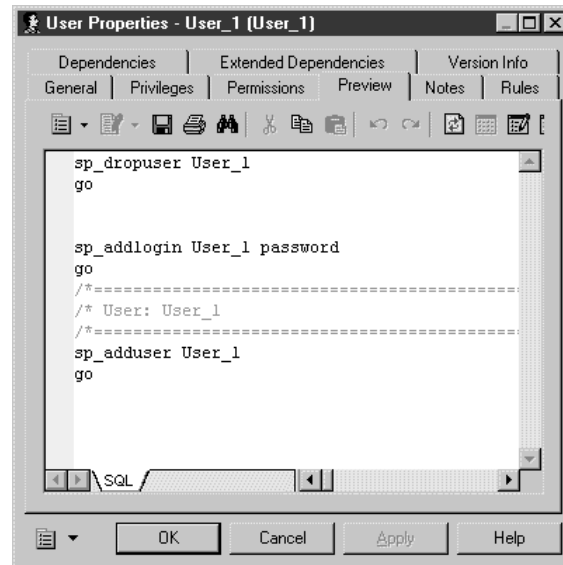 User Properties - User_1 (User_1)
Dependencies Extended Dependencies Version Info
General Privileges Permissions Preview Notes Rules
sp_dropuser User_1
go
sp_addlogin User_1 password
go
/*==============================================
/* User: User_1
/*==============================================
sp_adduser User_1
go
SQL
OK Cancel Apply Help